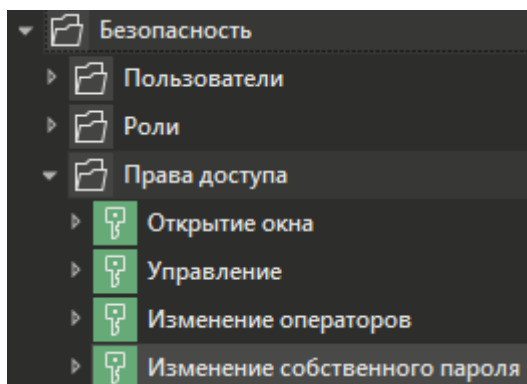 Безопасность
Пользователи
Роли
Права доступа
Открытие окна
Управление
Изменение операторов
Изменение собственного пароля